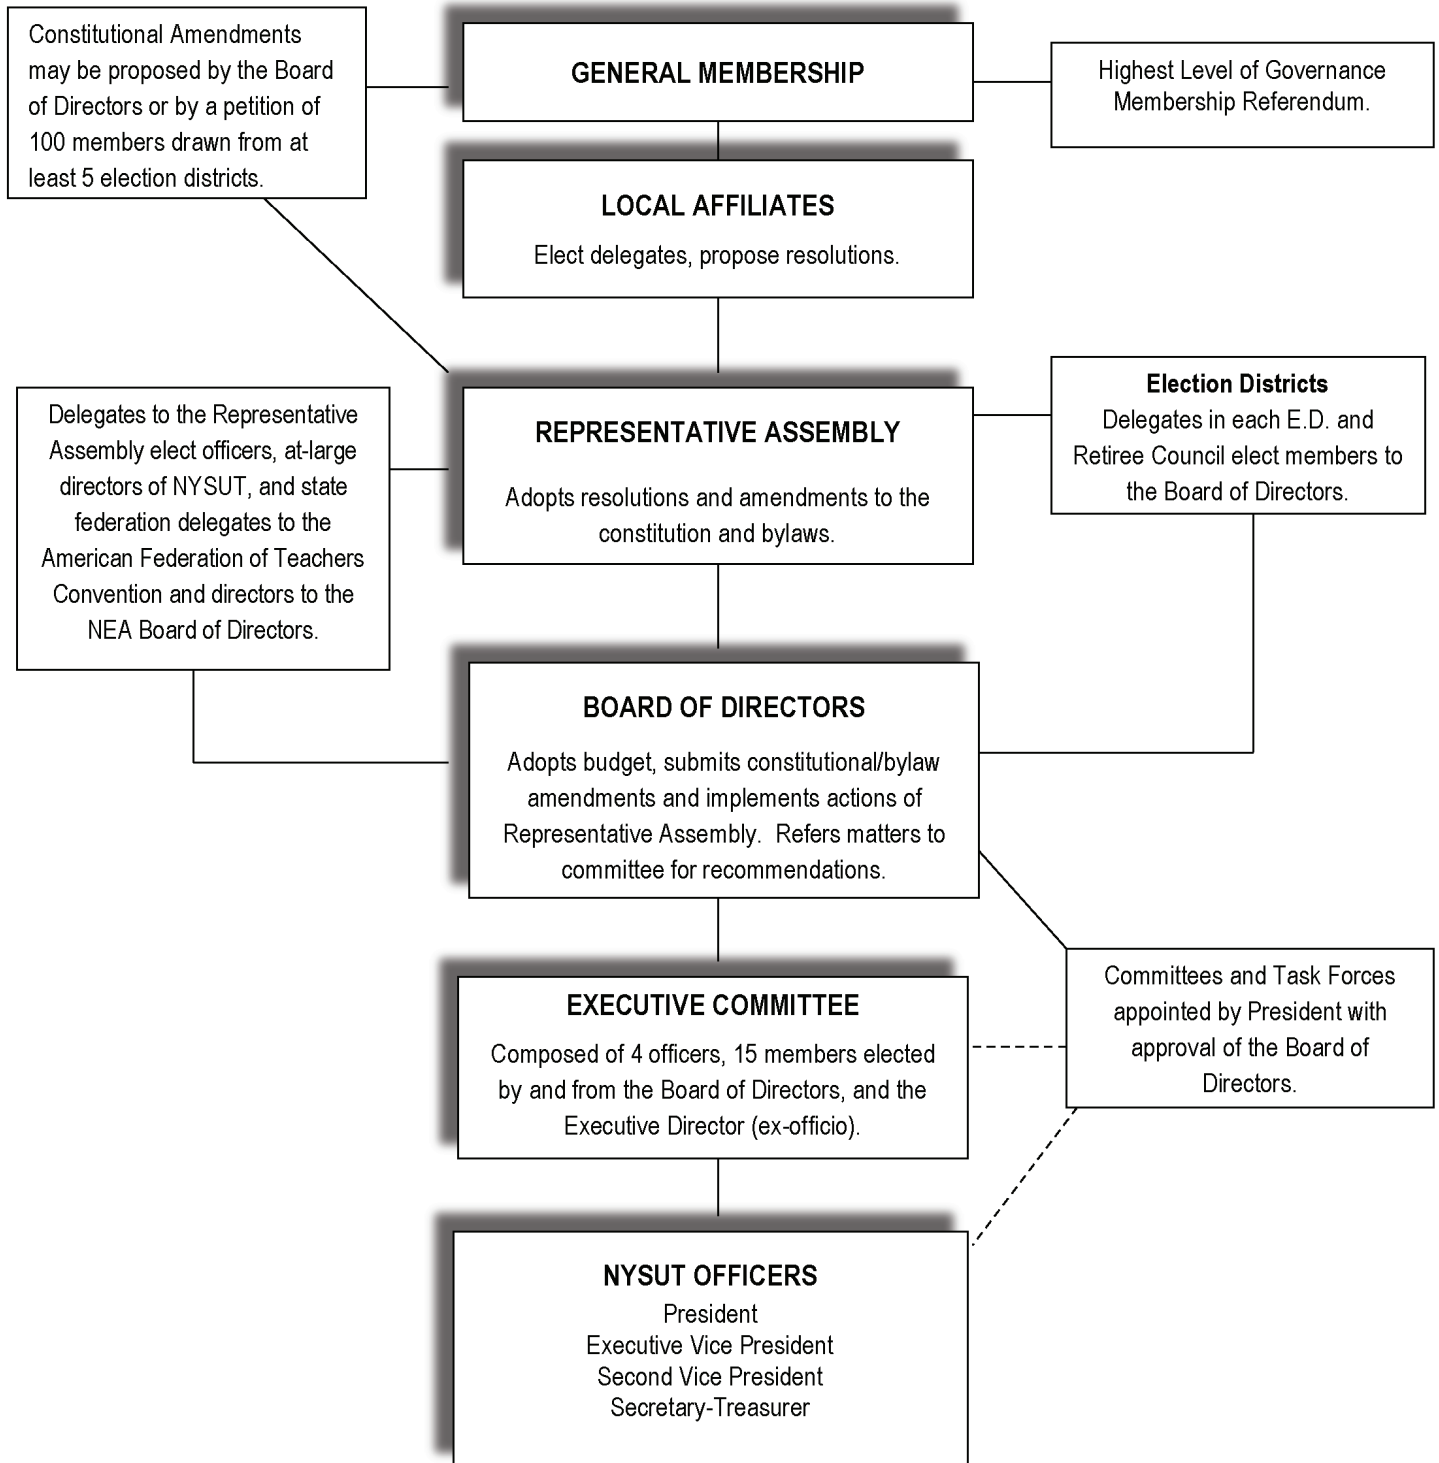 Constitutional Amendments
may be proposed by the Board
of Directors or by a petition of
100 members drawn from at
least 5 election districts.
GENERAL MEMBERSHIP
Highest Level of Governance
Membership Referendum.
LOCAL AFFILIATES
Elect delegates, propose resolutions.
Delegates to the Representative
Assembly elect officers, at-large
directors of NYSUT, and state
federation delegates to the
American Federation of Teachers
Convention and directors to the
NEA Board of Directors.
REPRESENTATIVE ASSEMBLY
Adopts resolutions and amendments to the
constitution and bylaws.
Election Districts
Delegates in each E.D. and
Retiree Council elect members to
the Board of Directors.
BOARD OF DIRECTORS
Adopts budget, submits constitutional/bylaw
amendments and implements actions of
Representative Assembly.  Refers matters to
committee for recommendations.
EXECUTIVE COMMITTEE
Composed of 4 officers, 15 members elected
by and from the Board of Directors, and the
Executive Director (ex-officio).
Committees and Task Forces
appointed by President with
approval of the Board of
Directors.
NYSUT OFFICERS
President
Executive Vice President
Second Vice President
Secretary-Treasurer